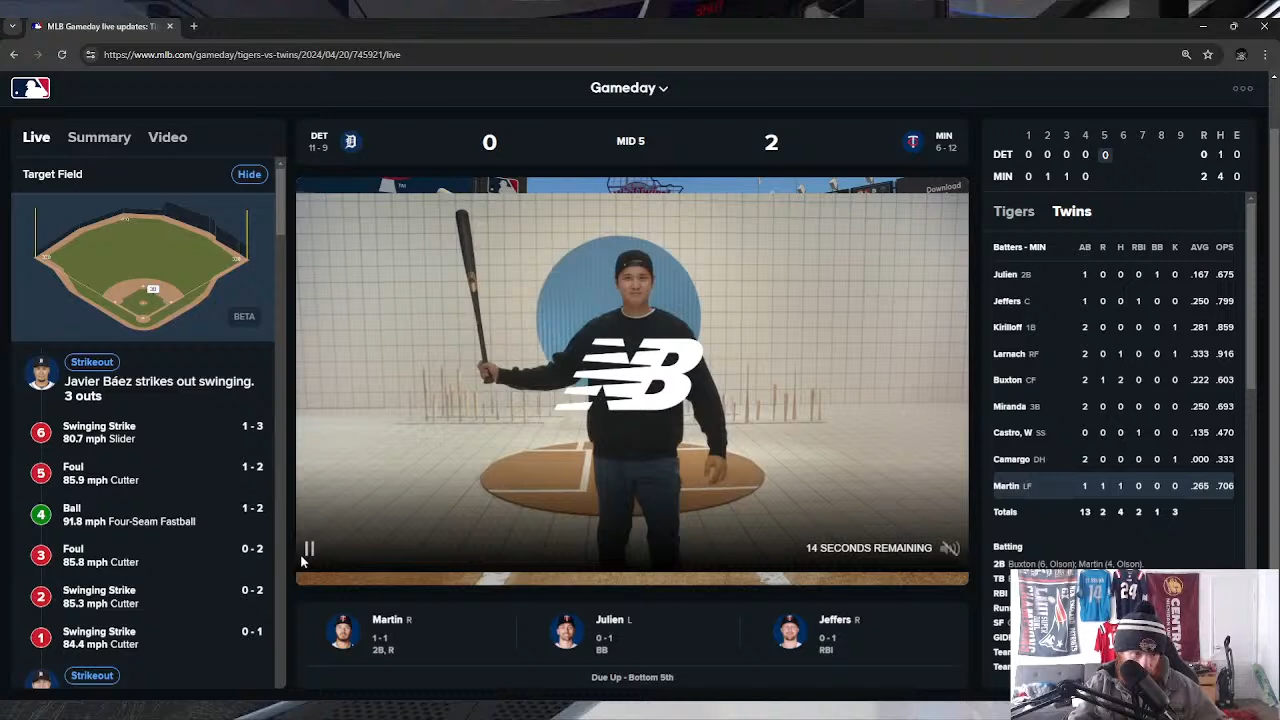 MLB Gameday live updates: Ti
https://www.mlb.com/gameday/tigers-vs-twins/2024/04/20/745921/live
Gameday
Live Summary Video
Target Field Hide
BETA
Strikeout
Javier Báez strikes out swinging.
3 outs
6 Swinging Strike 1 - 3
80.7 mph Slider
5 Foul 1 - 2
85.9 mph Cutter
4 Ball 1 - 2
91.8 mph Four-Seam Fastball
3 Foul 0 - 2
85.8 mph Cutter
2 Swinging Strike 0 - 2
85.3 mph Cutter
1 Swinging Strike 0 - 1
84.4 mph Cutter
Strikeout
DET 0 MID 5 2 MIN
11 - 9 6 - 12
Download
NB
14 SECONDS REMAINING
Martin R
1 - 1
2B, R
Julien L
0 - 1
BB
Jeffers R
0 - 1
RBI
Due Up - Bottom 5th
1 2 3 4 5 6 7 8 9 R H E
DET 0 0 0 0 0 0 1 0
MIN 0 1 1 0 2 4 0
Tigers Twins
Batters - MIN AB R H RBI BB K AVG OPS
Julien 2B 1 0 0 0 1 0 .167 .675
Jeffers C 1 0 0 1 0 0 .250 .799
Kirilloff 1B 2 0 0 0 0 1 .281 .859
Larnach RF 2 0 1 0 0 1 .333 .916
Buxton CF 2 1 2 0 0 0 .222 .603
Miranda 3B 2 0 0 0 0 0 .250 .693
Castro, W SS 0 0 0 1 0 0 .135 .470
Camargo DH 2 0 0 0 0 1 .000 .333
Martin LF 1 1 1 0 0 0 .265 .706
Totals 13 2 4 2 1 3
Batting
2B Buxton (6, Olson); Martin (4, Olson).
TB
RBI
Run
SF
GID
Tea
Tea
14
24
CENTR